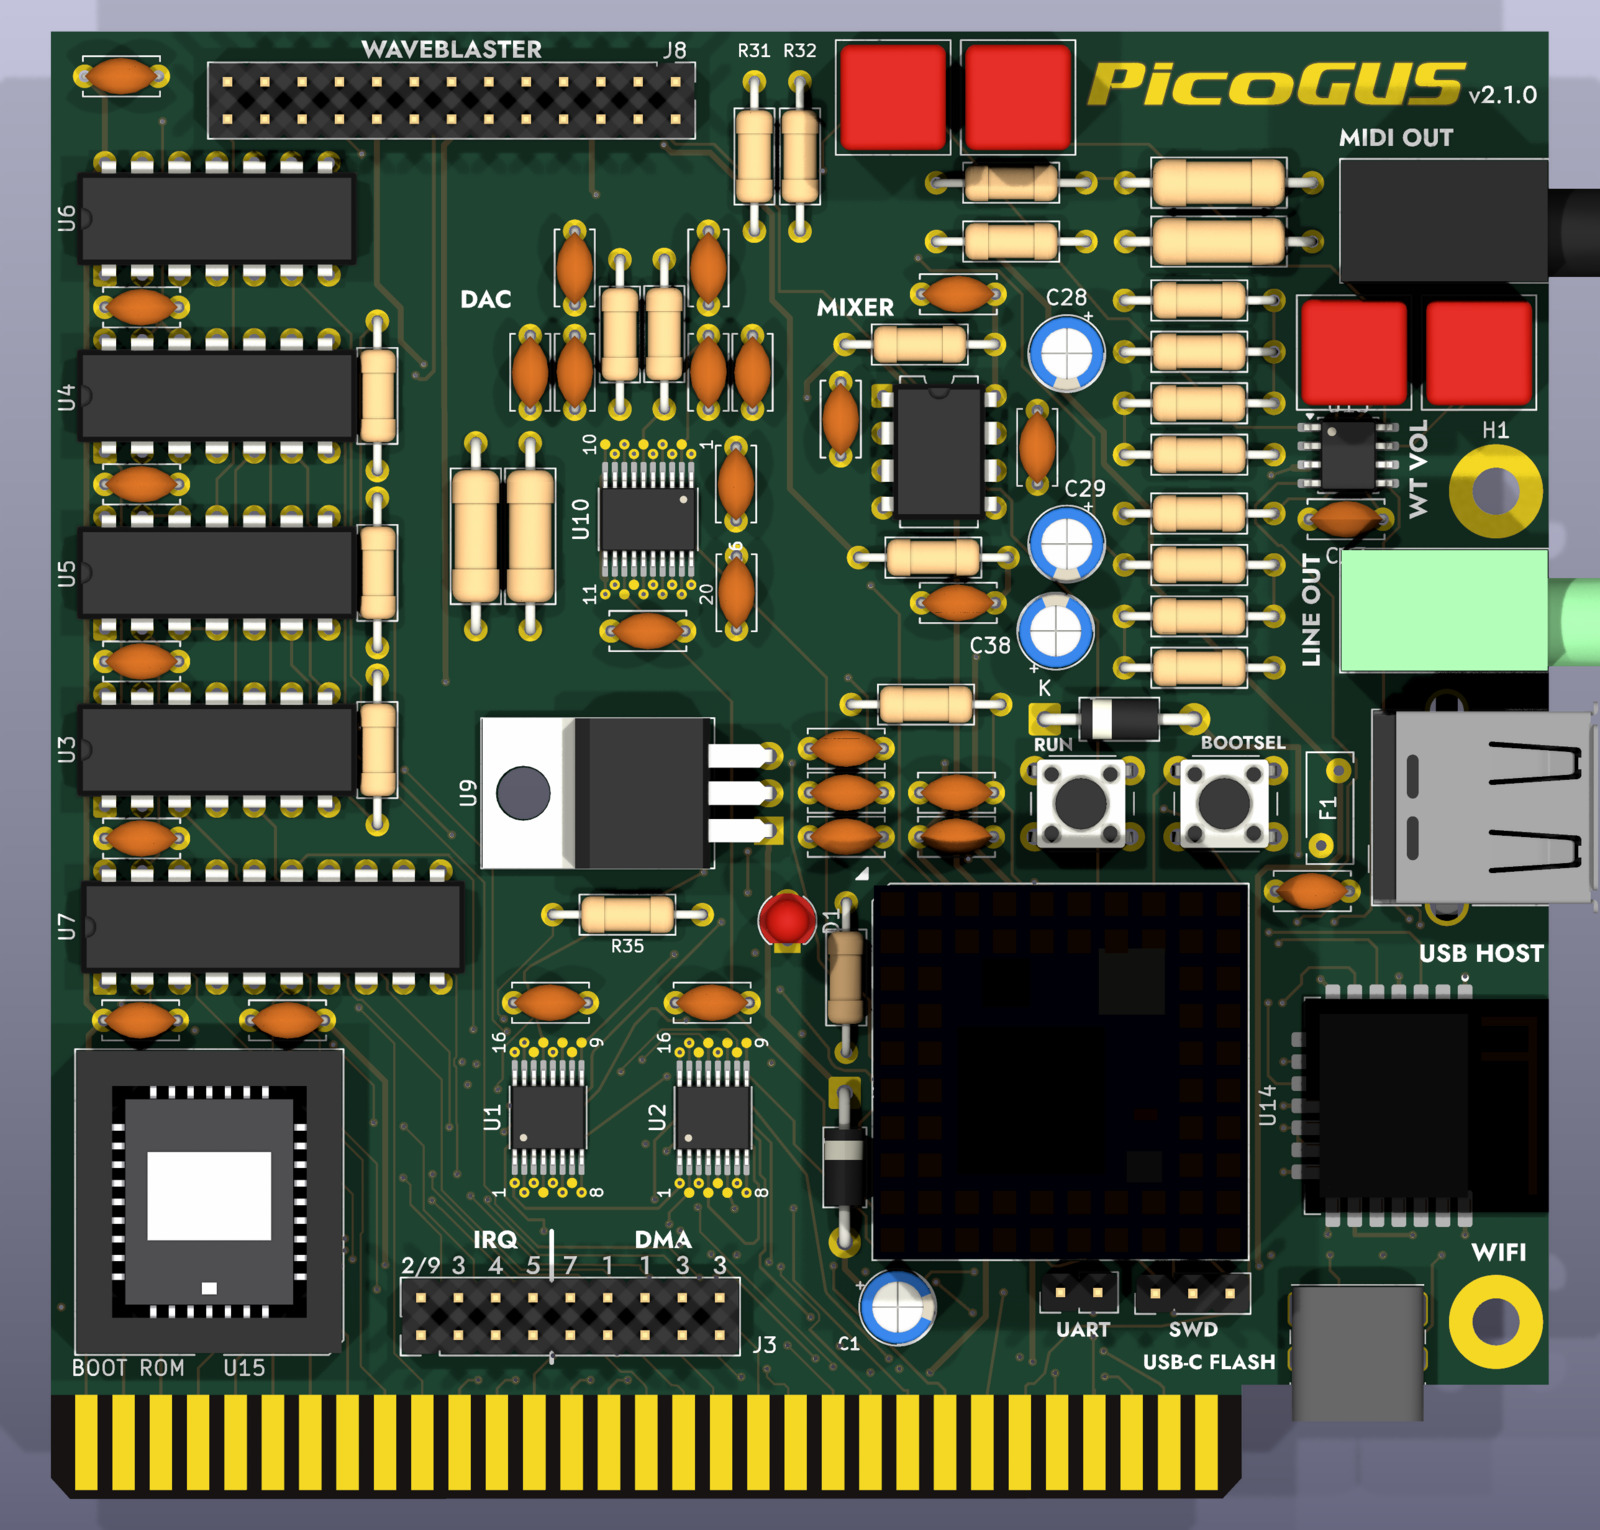 WAVEBLASTER
J8
R31 R32
PicoGUS v2.1.0
MIDI OUT
U6
DAC
MIXER
C28
U4
WT VOL
H1
10
1
U10
C29
U5
11
20
6
LINE OUT
C38
K
U3
U9
RUN
BOOTSEL
F1
U7
D1
R35
USB HOST
16
9
16
9
U1
U2
U14
1
8
1
8
IRQ
DMA
2/9 3 4 5 7 1 1 3 3
WIFI
J3
C1
UART
SWD
USB-C FLASH
BOOT ROM
U15